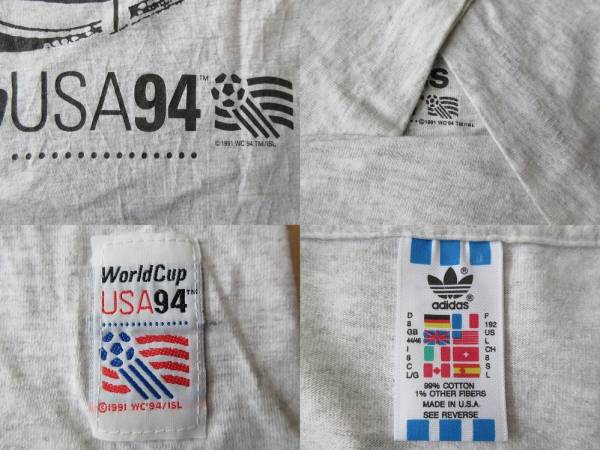 USA94™
©1991 WC'94 TM/ISL
S
©1991 WC'94 TM/ISL
WorldCup
USA94™
©1991 WC'94/ISL
adidas
D F
8 192
GB US
44/46 L
I CH
8 8
C S
L/G L
99% COTTON
1% OTHER FIBERS
MADE IN U.S.A.
SEE REVERSE